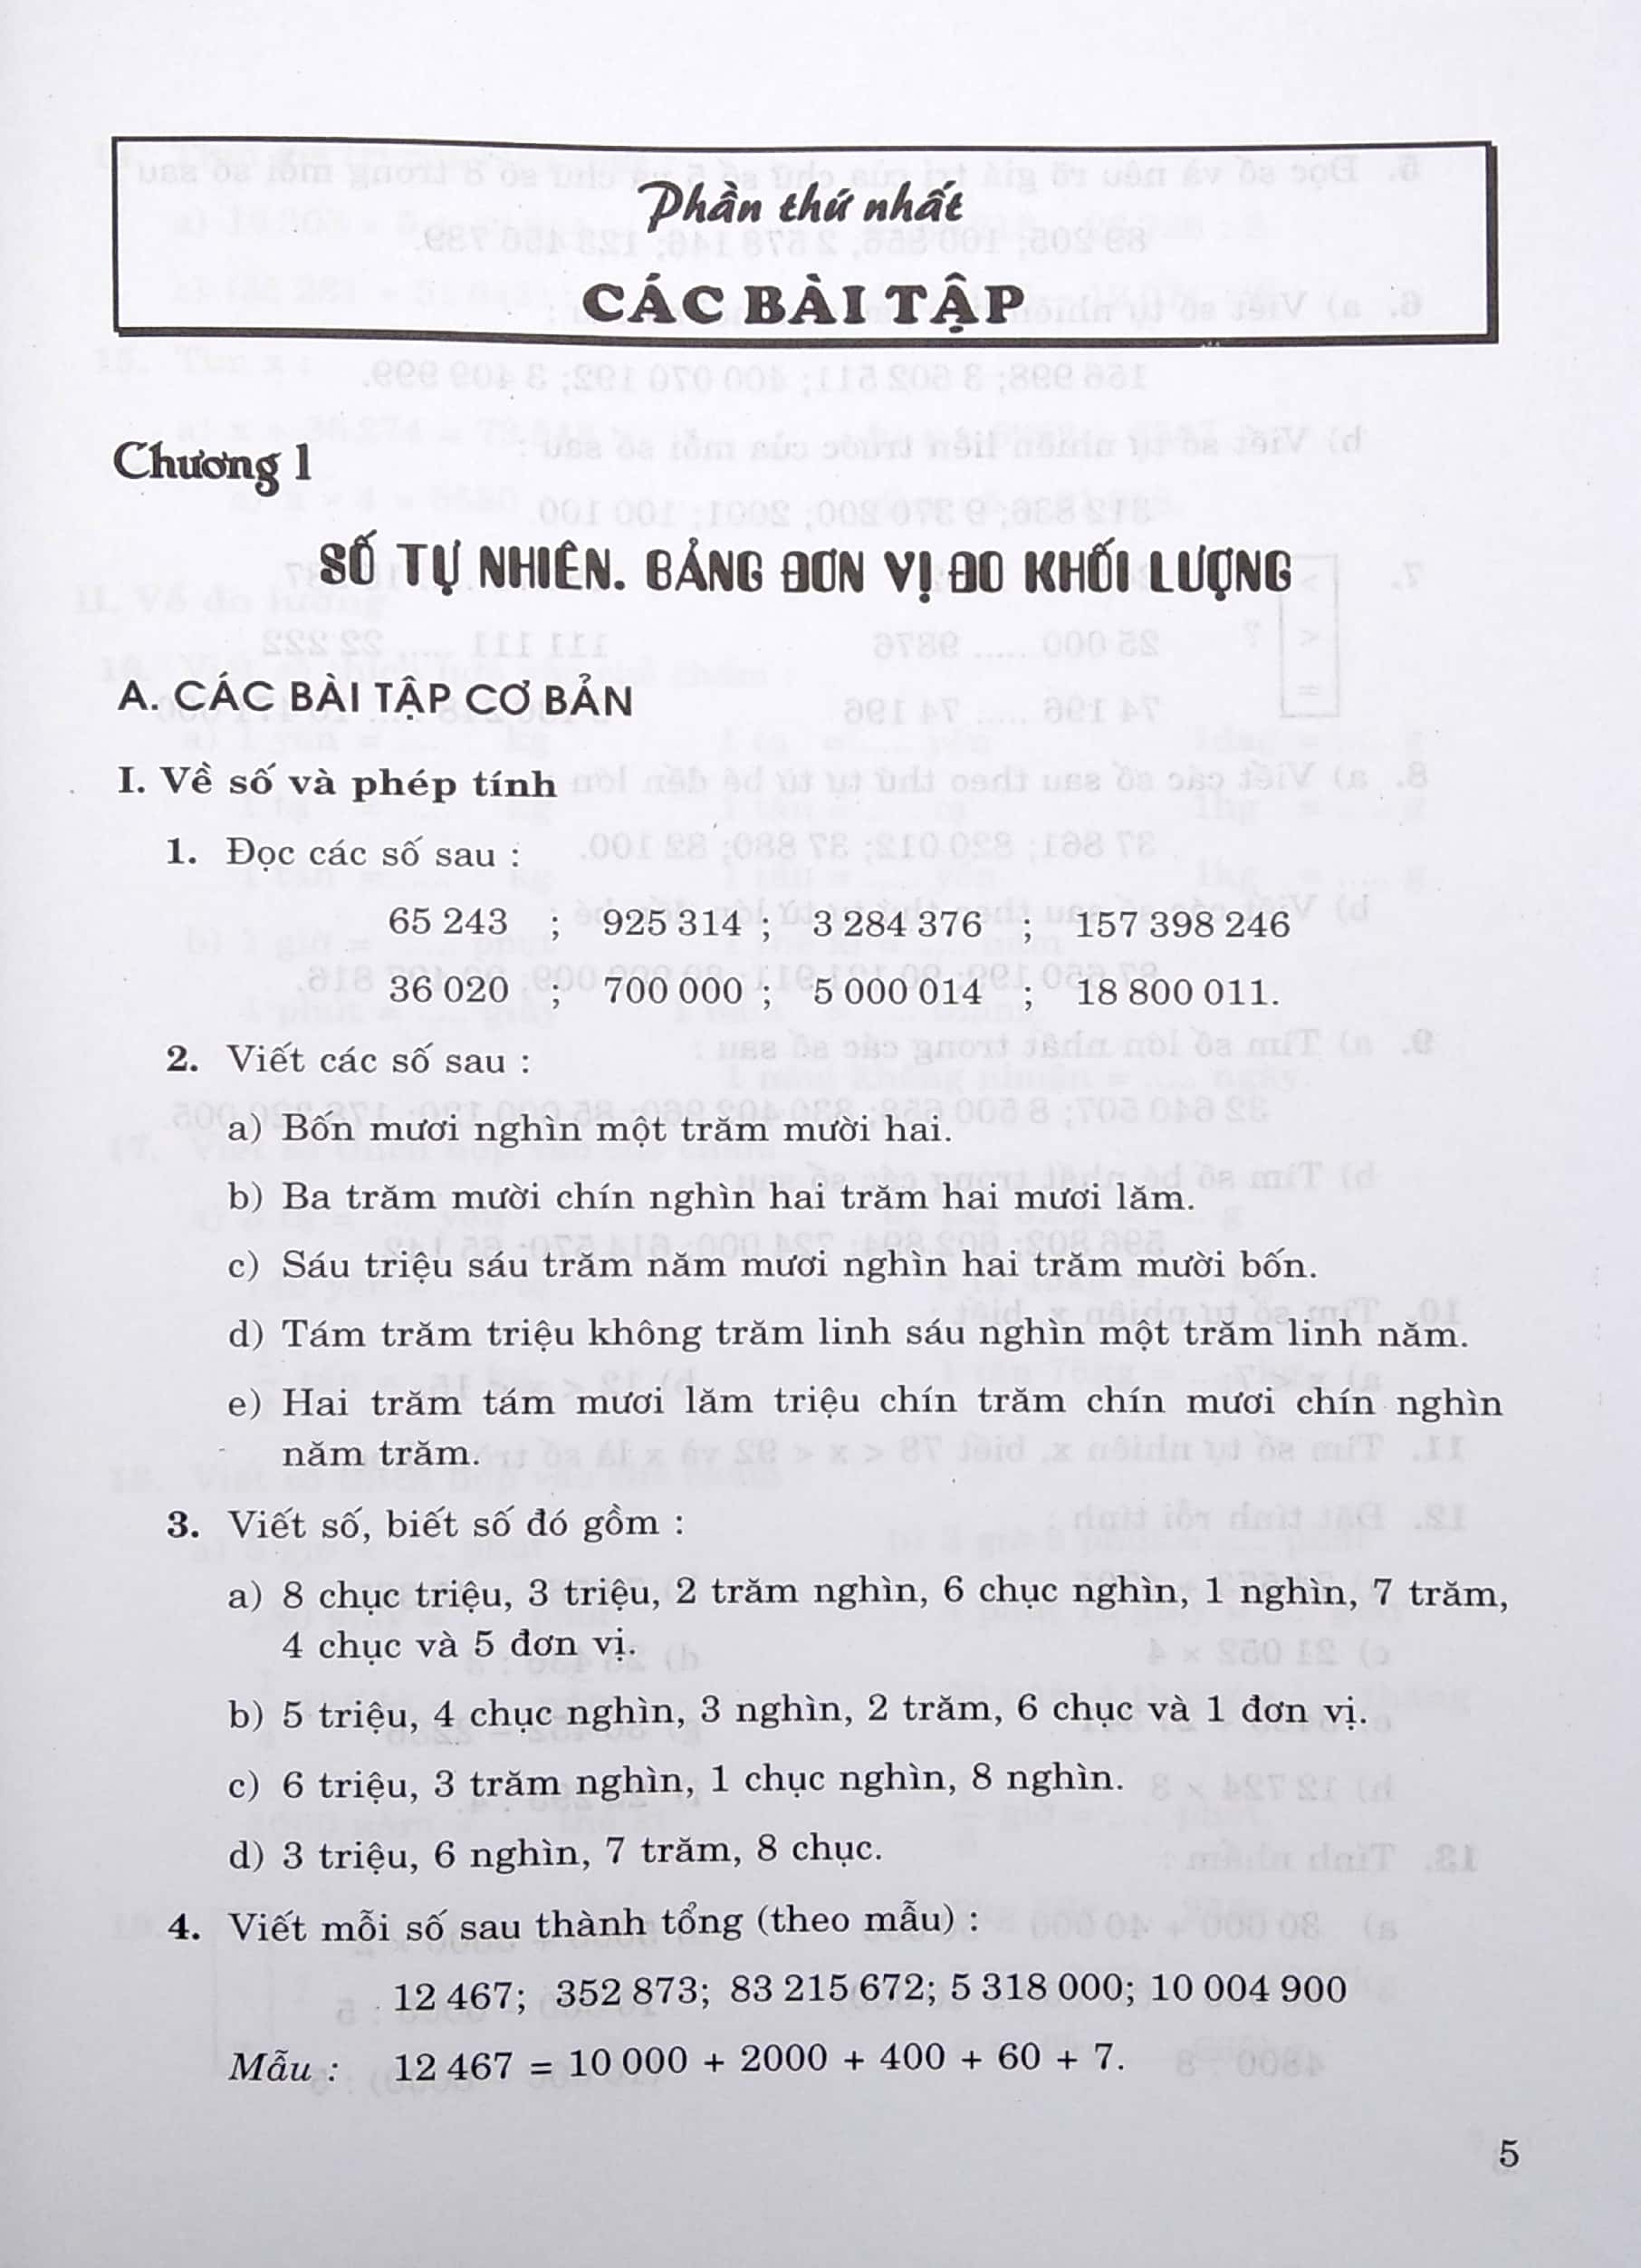 Phần thứ nhất
CÁC BÀI TẬP
Chương 1
SỐ TỰ NHIÊN. BẢNG ĐƠN VỊ ĐO KHỐI LƯỢNG
A. CÁC BÀI TẬP CƠ BẢN
I. Về số và phép tính
1. Đọc các số sau :
65 243 ; 925 314 ; 3 284 376 ; 157 398 246
36 020 ; 700 000 ; 5 000 014 ; 18 800 011.
2. Viết các số sau :
a) Bốn mươi nghìn một trăm mười hai.
b) Ba trăm mười chín nghìn hai trăm hai mươi lăm.
c) Sáu triệu sáu trăm năm mươi nghìn hai trăm mười bốn.
d) Tám trăm triệu không trăm linh sáu nghìn một trăm linh năm.
e) Hai trăm tám mươi lăm triệu chín trăm chín mươi chín nghìn
năm trăm.
3. Viết số, biết số đó gồm :
a) 8 chục triệu, 3 triệu, 2 trăm nghìn, 6 chục nghìn, 1 nghìn, 7 trăm,
4 chục và 5 đơn vị.
b) 5 triệu, 4 chục nghìn, 3 nghìn, 2 trăm, 6 chục và 1 đơn vị.
c) 6 triệu, 3 trăm nghìn, 1 chục nghìn, 8 nghìn.
d) 3 triệu, 6 nghìn, 7 trăm, 8 chục.
4. Viết mỗi số sau thành tổng (theo mẫu) :
12 467; 352 873; 83 215 672; 5 318 000; 10 004 900
Mẫu : 12 467 = 10 000 + 2000 + 400 + 60 + 7.
5